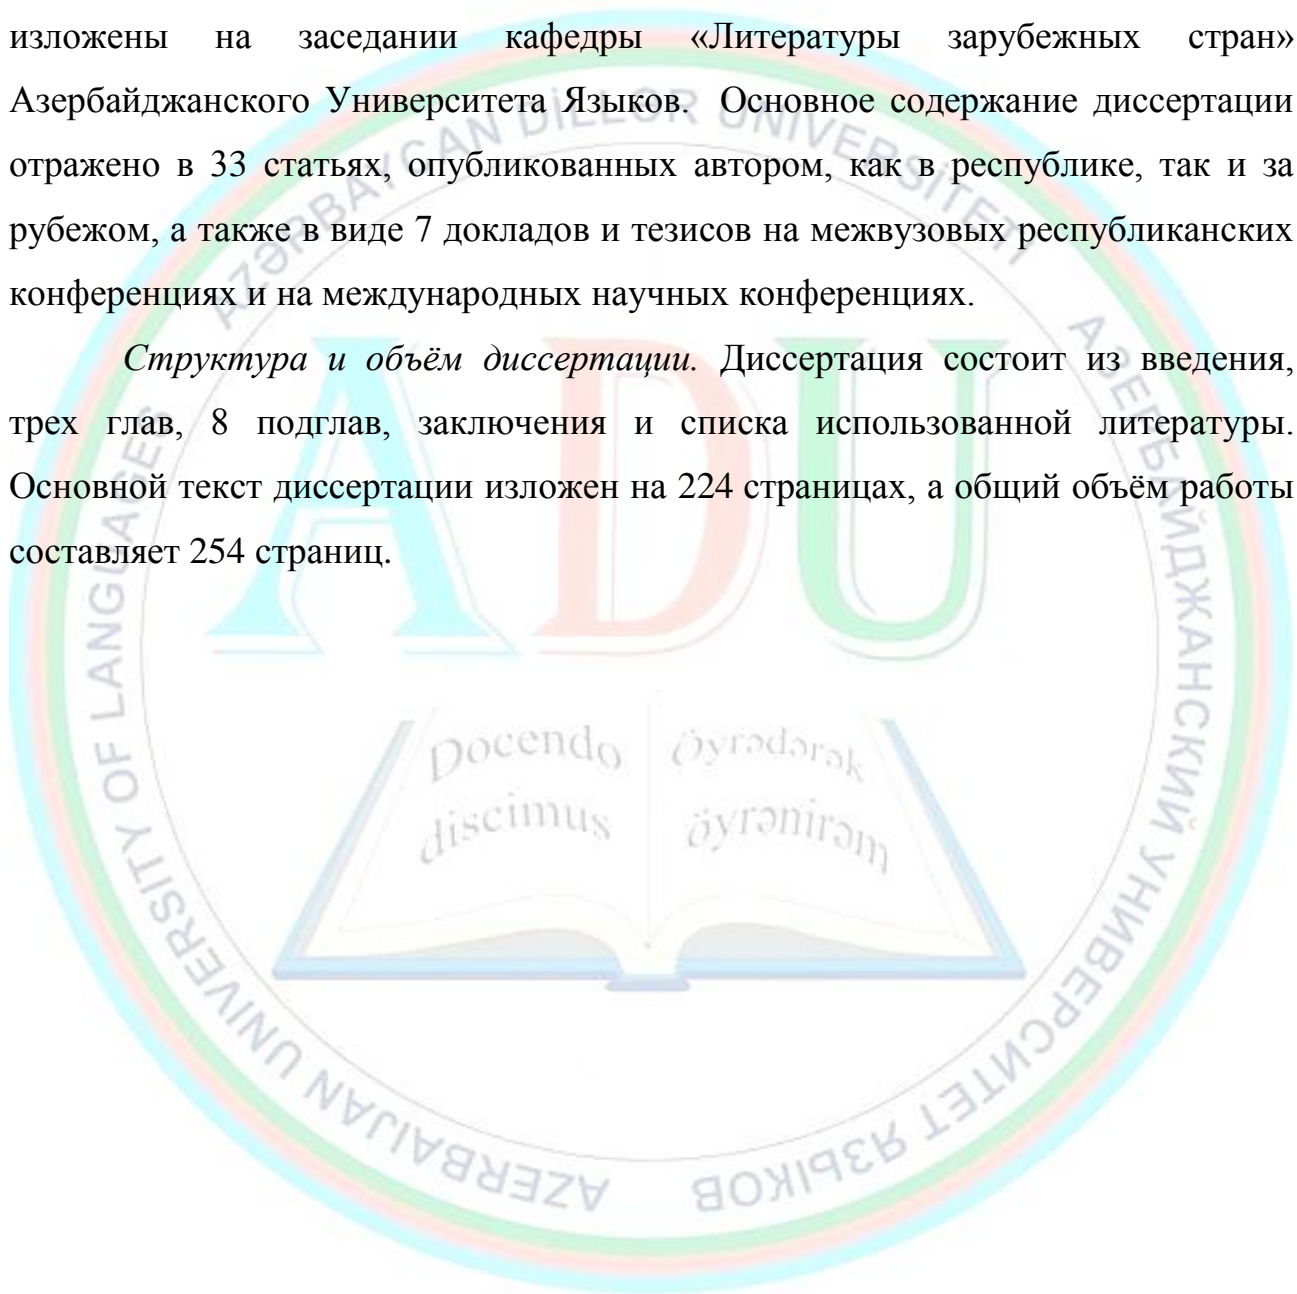 изложены на заседании кафедры «Литературы зарубежных стран»
Азербайджанского Университета Языков. Основное содержание диссертации
отражено в 33 статьях, опубликованных автором, как в республике, так и за
рубежом, а также в виде 7 докладов и тезисов на межвузовых республиканских
конференциях и на международных научных конференциях.
Структура и объём диссертации. Диссертация состоит из введения,
трех глав, 8 подглав, заключения и списка использованной литературы.
Основной текст диссертации изложен на 224 страницах, а общий объём работы
составляет 254 страниц.
AZƏRBAYCAN DİLLƏR UNİVERSİTETİ
АЗЕРБАЙДЖАНСКИЙ УНИВЕРСИТЕТ ЯЗЫКОВ
AZERBAIJAN UNIVERSITY OF LANGUAGES
ADU
Docendo
discimus
Öyrədərək
öyrənirəm